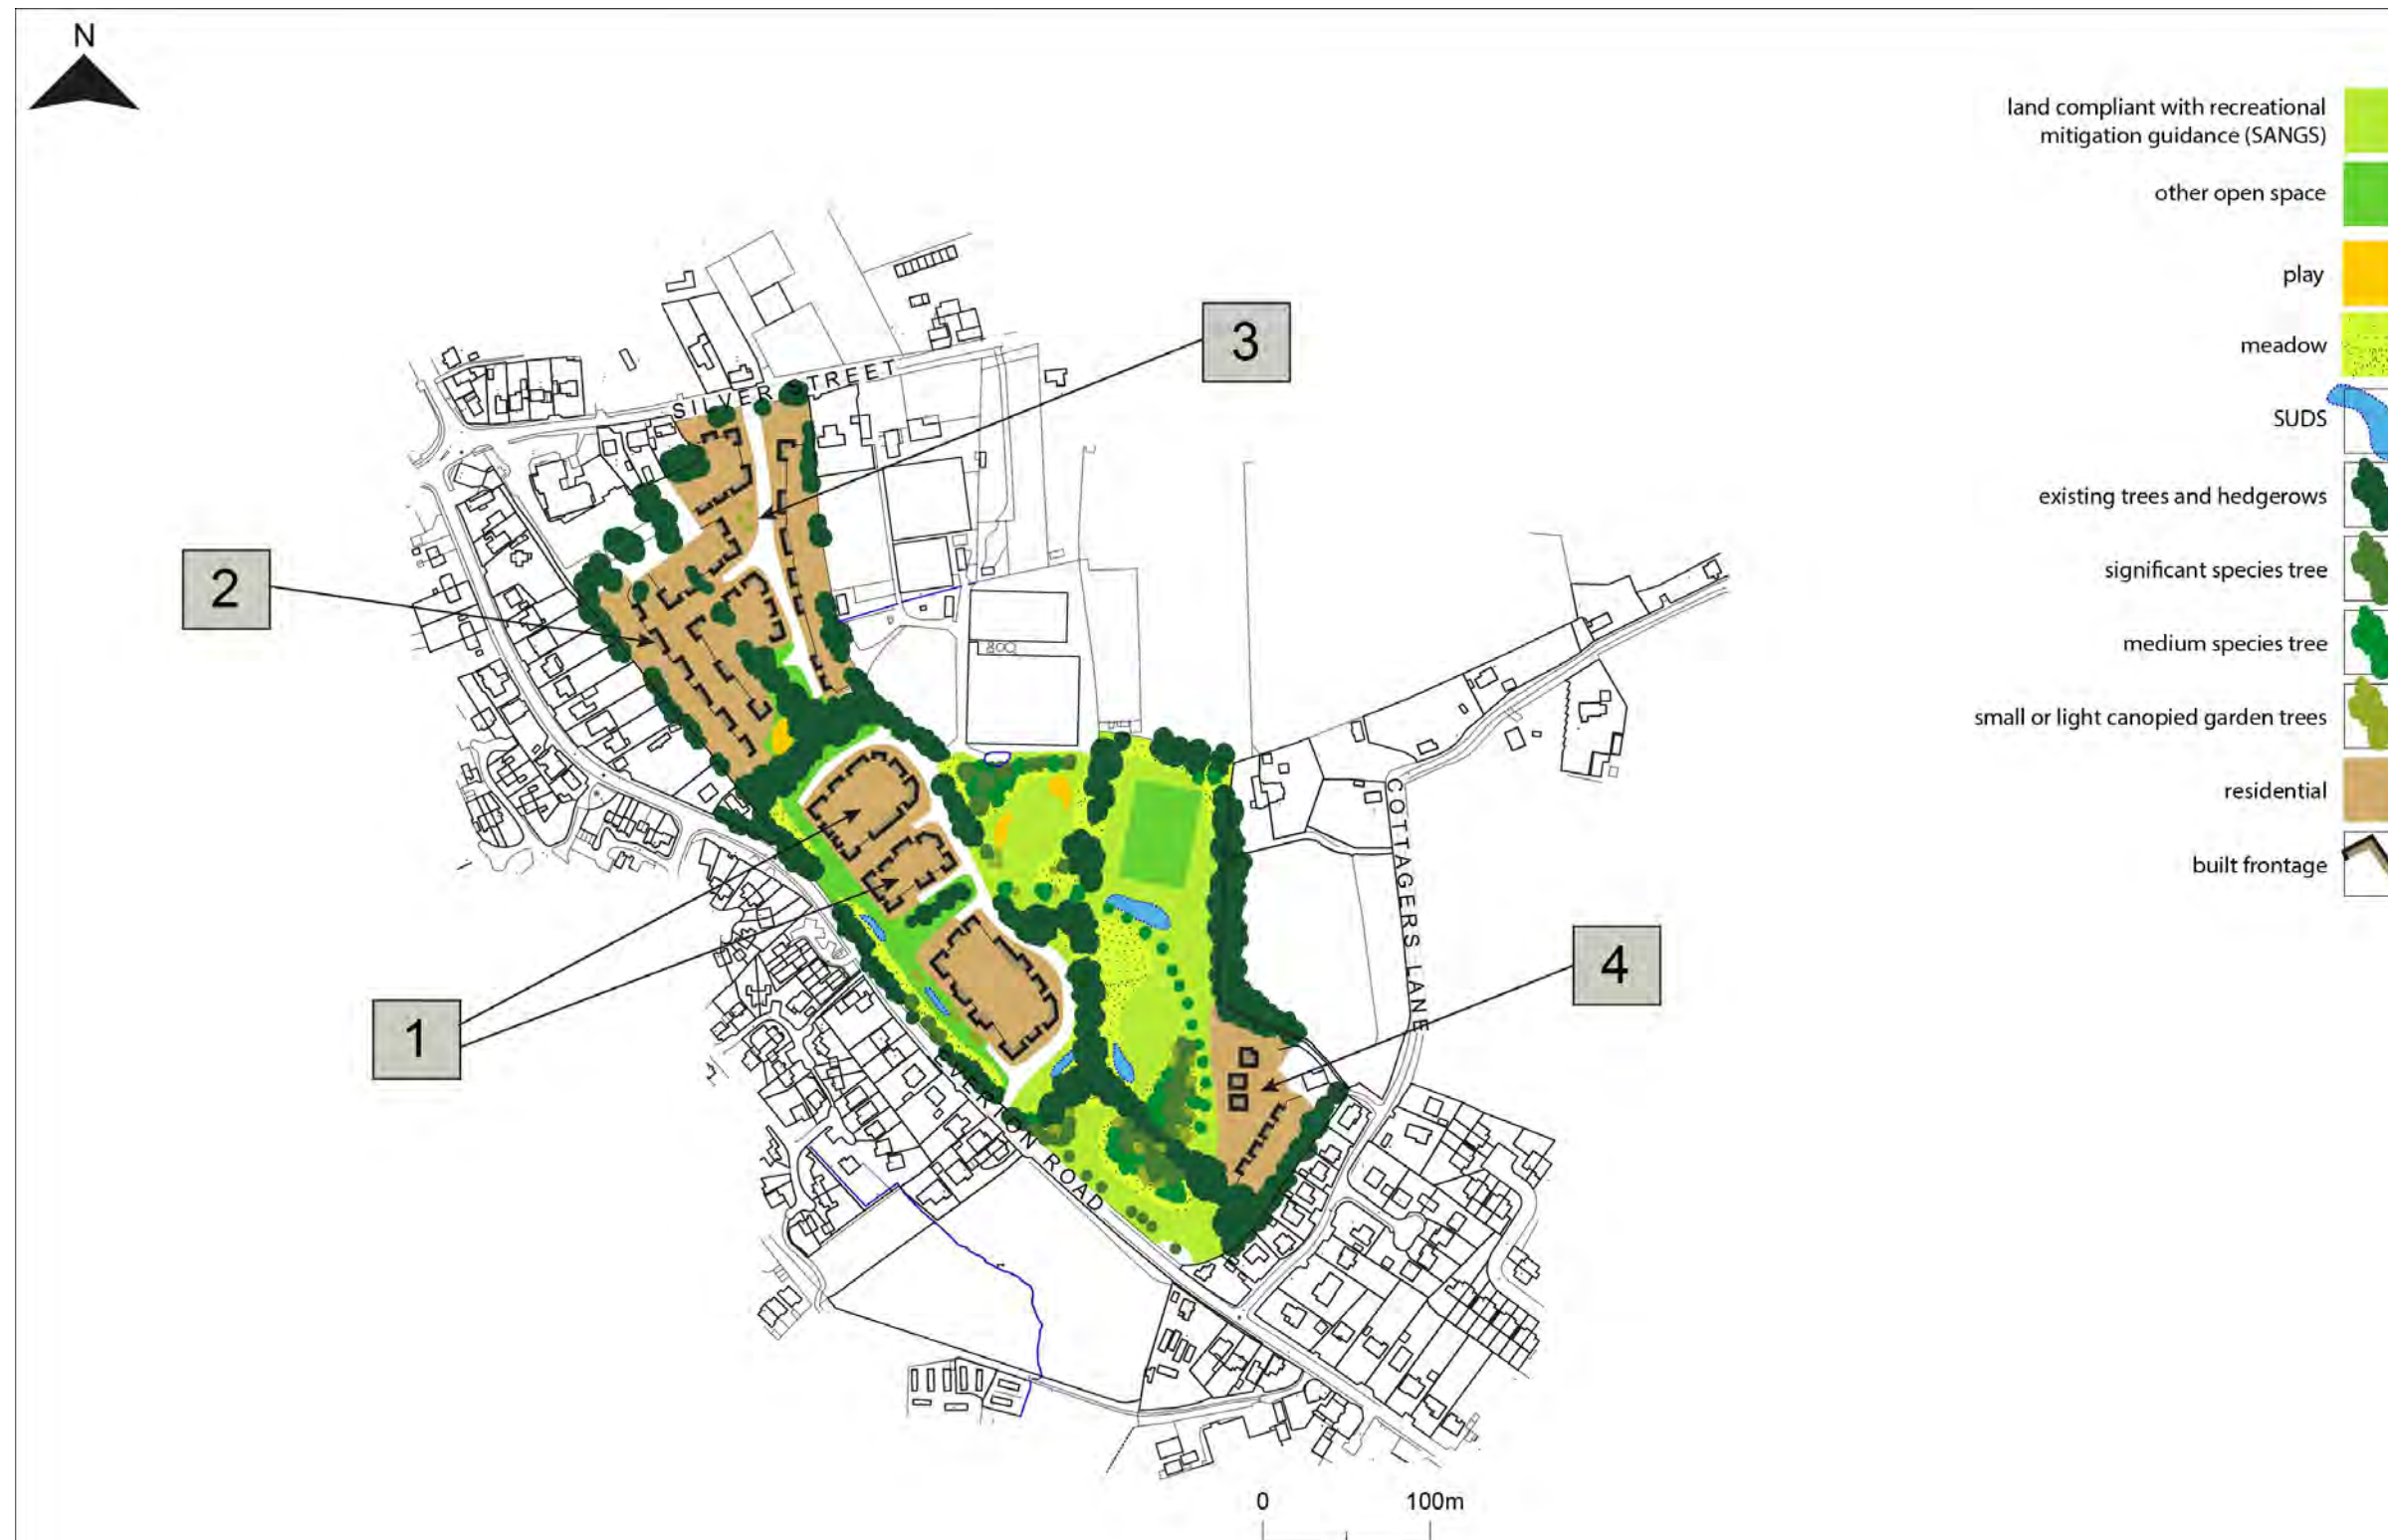 N
land compliant with recreational
mitigation guidance (SANGS)
other open space
play
meadow
SUDS
existing trees and hedgerows
significant species tree
medium species tree
small or light canopied garden trees
residential
built frontage
3
SILVER STREET
2
COTTAGERS LANE
4
1
ROAD
0 100m